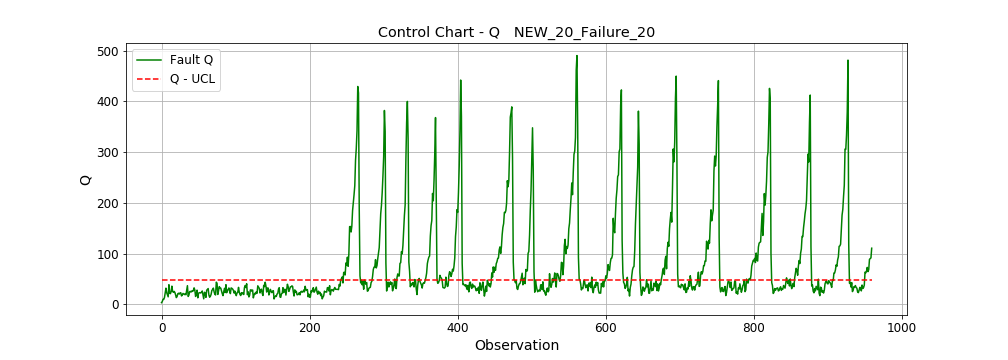 Control Chart - Q   NEW_20_Failure_20
Fault Q
Q - UCL
500
400
300
200
100
0
Q
0 200 400 600 800 1000
Observation